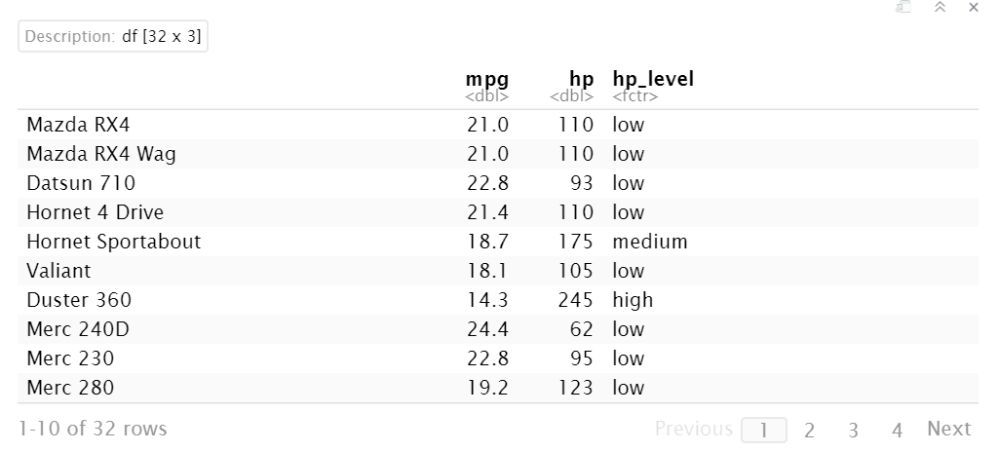 Description: df [32 x 3]
mpg hp hp_level
<dbl> <dbl> <fctr>
Mazda RX4 21.0 110 low
Mazda RX4 Wag 21.0 110 low
Datsun 710 22.8 93 low
Hornet 4 Drive 21.4 110 low
Hornet Sportabout 18.7 175 medium
Valiant 18.1 105 low
Duster 360 14.3 245 high
Merc 240D 24.4 62 low
Merc 230 22.8 95 low
Merc 280 19.2 123 low
1-10 of 32 rows Previous 1 2 3 4 Next